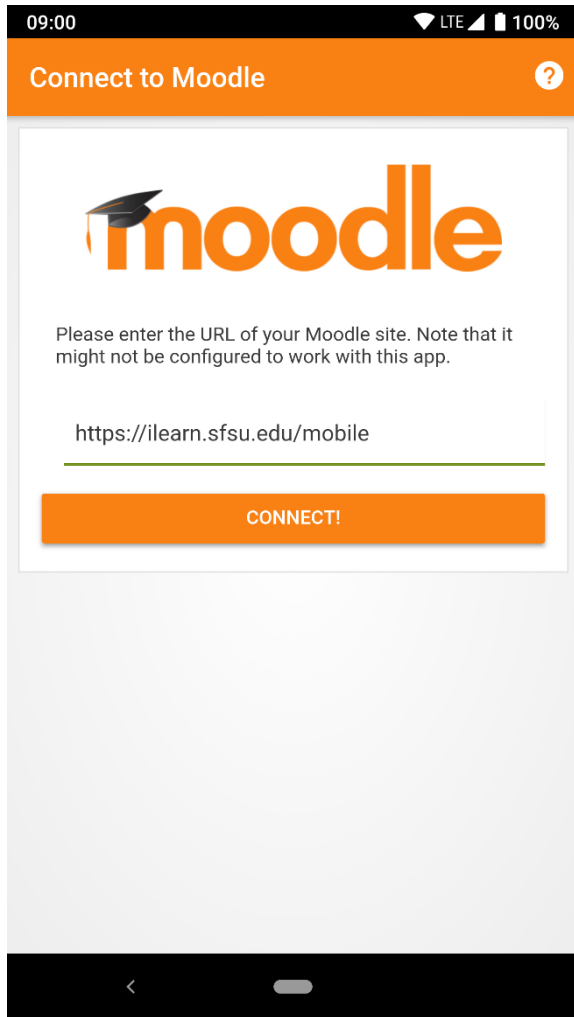 09:00 LTE 100%
Connect to Moodle ?
moodle
Please enter the URL of your Moodle site. Note that it
might not be configured to work with this app.
https://ilearn.sfsu.edu/mobile
CONNECT!